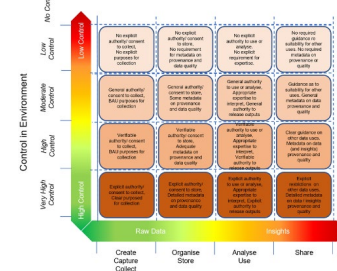 No Con
Low
Control
Moderate
Control
High
Control
Very High
Control
Control in Environment
Low Control
High Control
No explicit
authority/ consent
to collect,
No explicit
purposes for
collection
No explicit
authority/ consent
to store,
No requirement
for metadata on
provenance and
data quality
No explicit
authority to use or
analyse.
No explicit
requirement for
expertise.
No required
guidance re
suitability for other
uses. No required
metadata on
provenance or
quality
General authority/
consent to collect,
BAU purposes for
collection
General authority/
consent to store,
Some metadata on
provenance and
data quality
General authority
to use or analyse.
Appropriate
expertise to
interpret, General
Authority to
release outputs
Guidance as to
suitability for other
uses. General
metadata on data
provenance and
quality
Verifiable
authority/ consent
to collect,
BAU purposes for
collection
Verifiable
authority/ consent
to store,
Adequate
metadata on
provenance and
data quality
authority to use or
analyse.
Appropriate
expertise to
interpret,
Verifiable
authority to
release outputs
Clear guidance on
other data uses.
Metadata on data
(and insights)
provenance and
quality
Explicit authority/
consent to collect,
Clear purposes for
collection
Explicit authority/
consent to store,
Detailed metadata
on provenance
and data quality
Explicit authority
to use or analyse,
Appropriate
expertise to
interpret, Explicit
authority to
release outputs
Explicit
restrictions on
other data uses.
Detailed metadata
on data / insights
provenance and
quality
Raw Data
Insights
Create
Capture
Collect
Organise
Store
Analyse
Use
Share